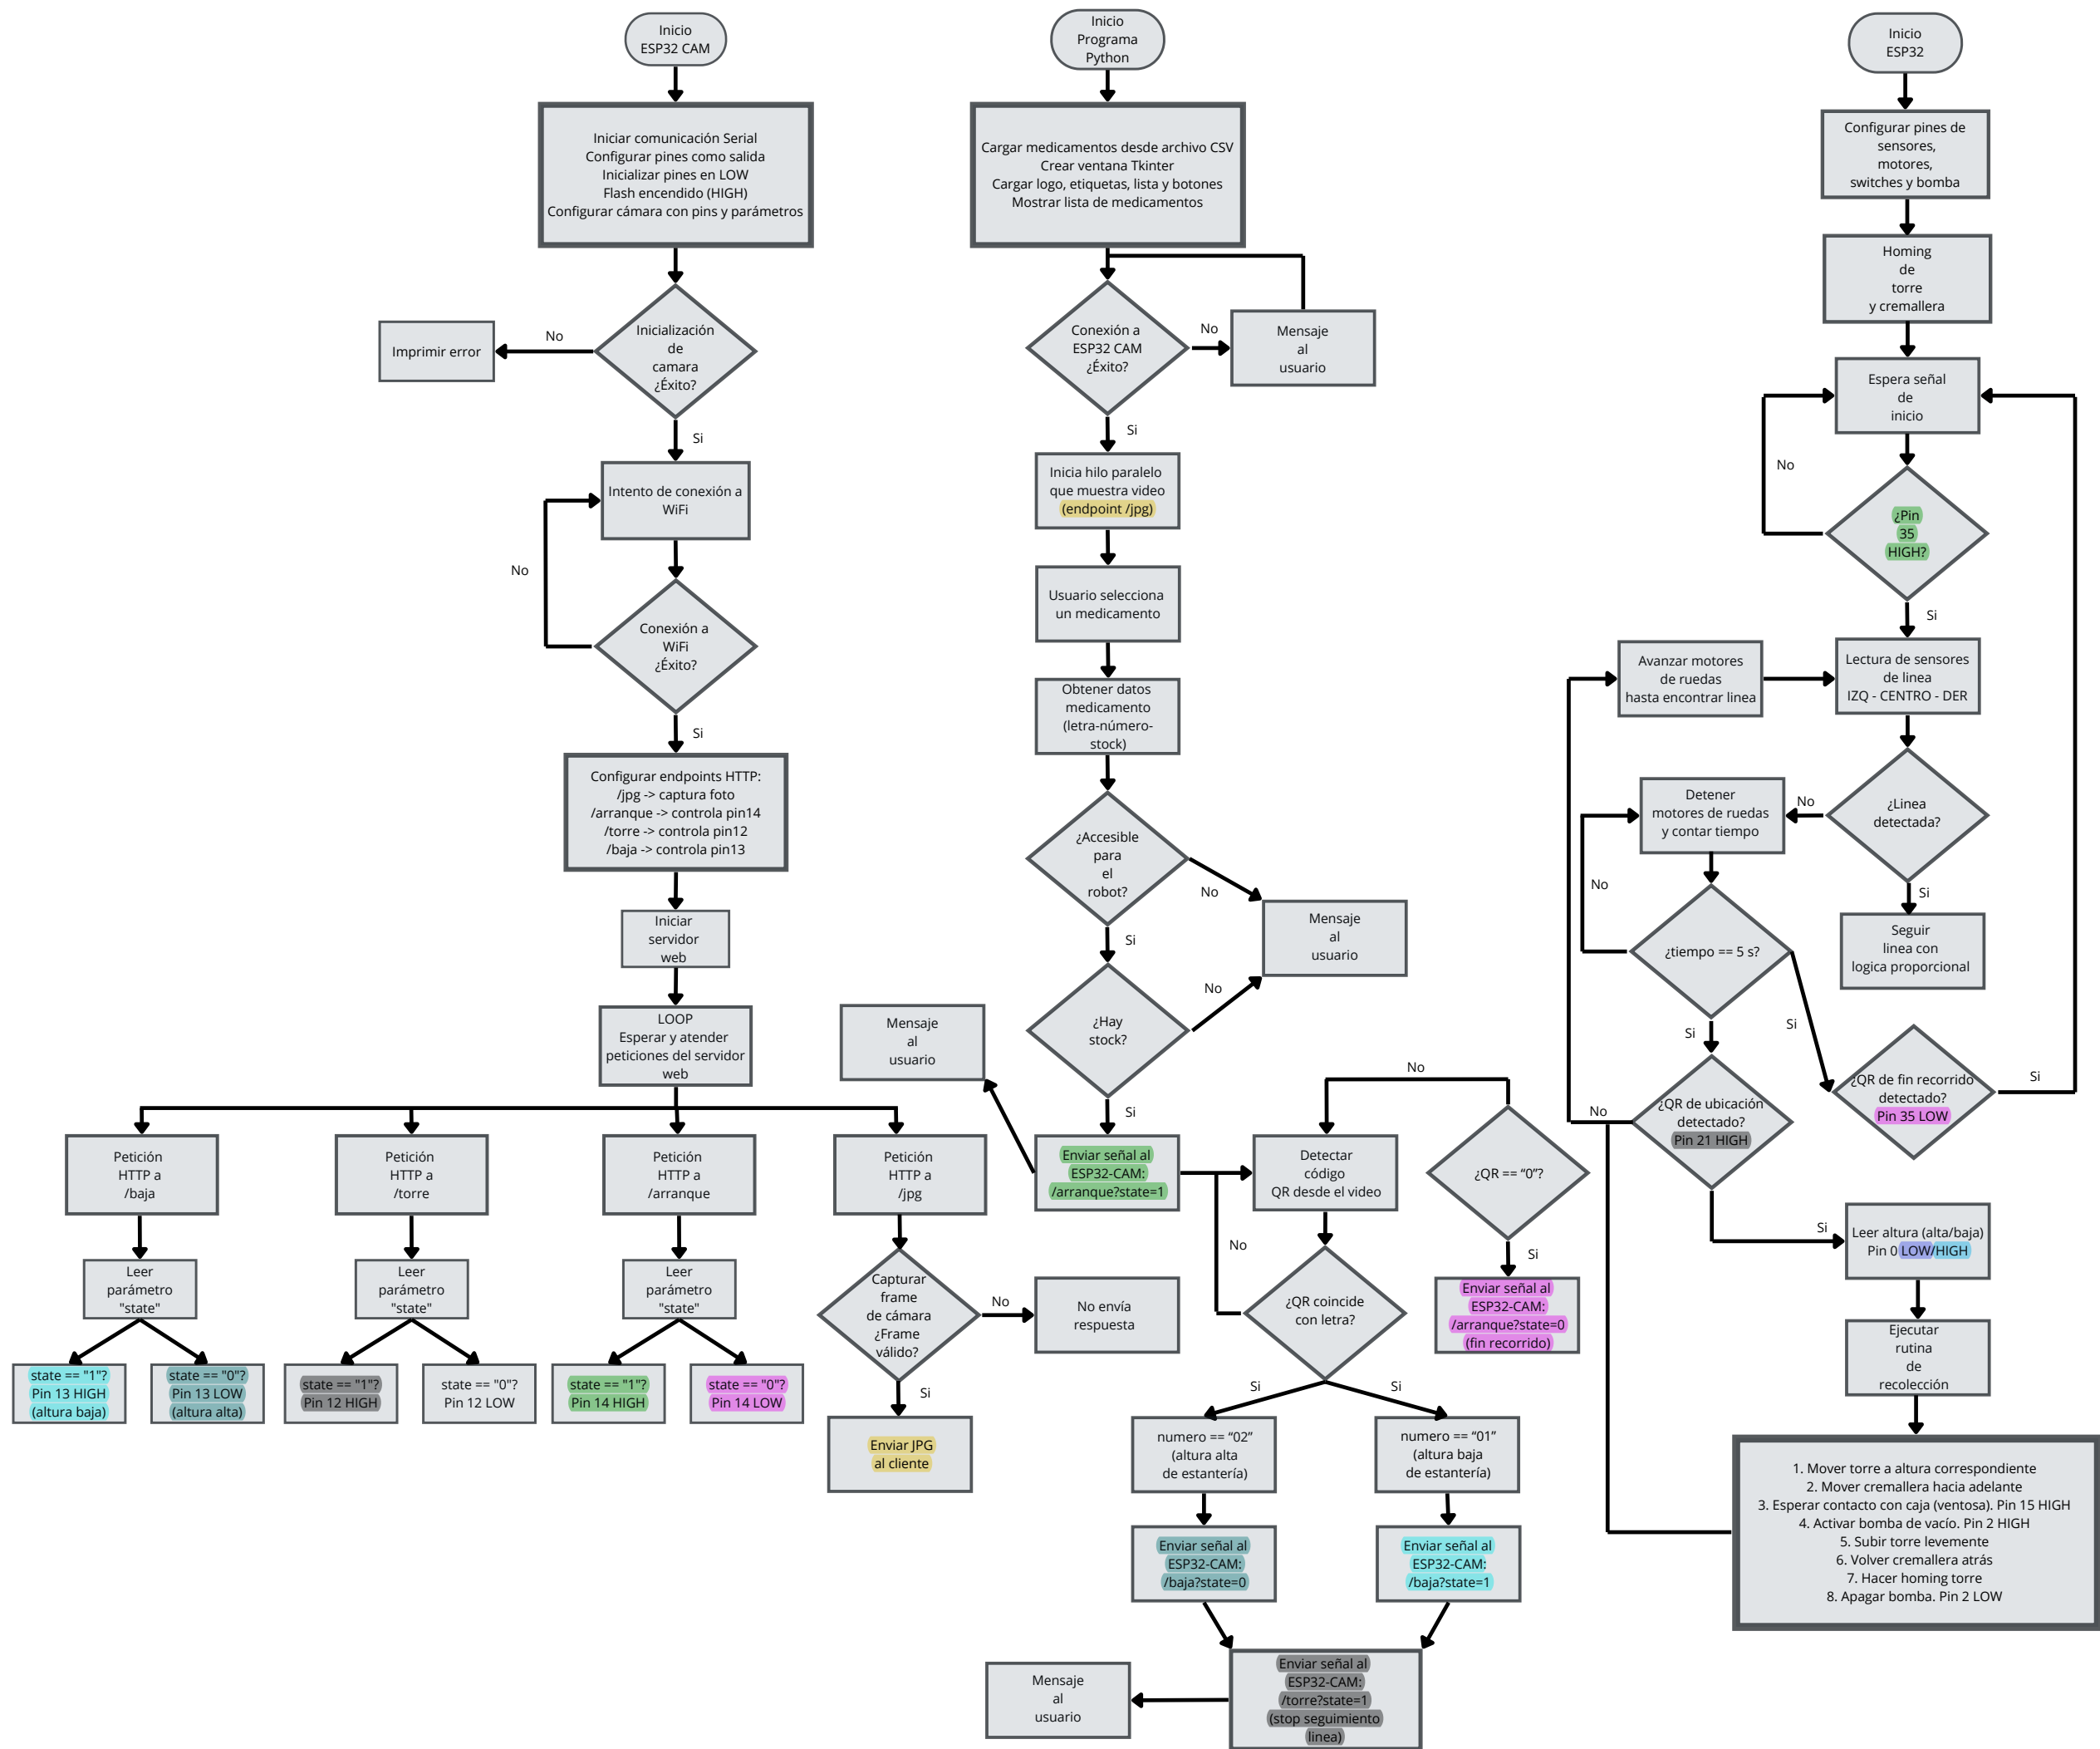 Inicio
ESP32 CAM
Iniciar comunicación Serial
Configurar pines como salida
Inicializar pines en LOW
Flash encendido (HIGH)
Configurar cámara con pins y parámetros
Inicialización
de
camara
¿Éxito?
No
Imprimir error
Si
Intento de conexión a
WiFi
No
Conexión a
WiFi
¿Éxito?
Si
Configurar endpoints HTTP:
/jpg -> captura foto
/arranque -> controla pin14
/torre -> controla pin12
/baja -> controla pin13
Iniciar
servidor
web
LOOP
Esperar y atender
peticiones del servidor
web
Petición
HTTP a
/baja
Leer
parámetro
"state"
state == "1"?
Pin 13 HIGH
(altura baja)
state == "0"?
Pin 13 LOW
(altura alta)
Petición
HTTP a
/torre
Leer
parámetro
"state"
state == "1"?
Pin 12 HIGH
state == "0"?
Pin 12 LOW
Petición
HTTP a
/arranque
Leer
parámetro
"state"
state == "1"?
Pin 14 HIGH
state == "0"?
Pin 14 LOW
Petición
HTTP a
/jpg
Capturar
frame
de cámara
¿Frame
válido?
No
No envía
respuesta
Si
Enviar JPG
al cliente
Inicio
Programa
Python
Cargar medicamentos desde archivo CSV
Crear ventana Tkinter
Cargar logo, etiquetas, lista y botones
Mostrar lista de medicamentos
Conexión a
ESP32 CAM
¿Éxito?
No
Mensaje
al
usuario
Si
Inicia hilo paralelo
que muestra video
(endpoint /jpg)
Usuario selecciona
un medicamento
Obtener datos
medicamento
(letra-número-
stock)
¿Accesible
para
el
robot?
No
Mensaje
al
usuario
Si
¿Hay
stock?
No
Si
Mensaje
al
usuario
Enviar señal al
ESP32-CAM:
/arranque?state=1
Detectar
código
QR desde el video
No
¿QR == “0”?
Si
Enviar señal al
ESP32-CAM:
/arranque?state=0
(fin recorrido)
No
¿QR coincide
con letra?
Si
Si
numero == “02”
(altura alta
de estantería)
numero == “01”
(altura baja
de estantería)
Enviar señal al
ESP32-CAM:
/baja?state=0
Enviar señal al
ESP32-CAM:
/baja?state=1
Enviar señal al
ESP32-CAM:
/torre?state=1
(stop seguimiento
linea)
Mensaje
al
usuario
Inicio
ESP32
Configurar pines de
sensores,
motores,
switches y bomba
Homing
de
torre
y cremallera
Espera señal
de
inicio
No
¿Pin
35
HIGH?
Si
Avanzar motores
de ruedas
hasta encontrar linea
Lectura de sensores
de linea
IZQ - CENTRO - DER
¿Linea
detectada?
No
Detener
motores de ruedas
y contar tiempo
Si
Seguir
linea con
logica proporcional
No
¿tiempo == 5 s?
Si
Si
¿QR de fin recorrido
detectado?
Pin 35 LOW
Si
No
¿QR de ubicación
detectado?
Pin 21 HIGH
Si
Leer altura (alta/baja)
Pin 0 LOW/HIGH
Ejecutar
rutina
de
recolección
1. Mover torre a altura correspondiente
2. Mover cremallera hacia adelante
3. Esperar contacto con caja (ventosa). Pin 15 HIGH
4. Activar bomba de vacío. Pin 2 HIGH
5. Subir torre levemente
6. Volver cremallera atrás
7. Hacer homing torre
8. Apagar bomba. Pin 2 LOW